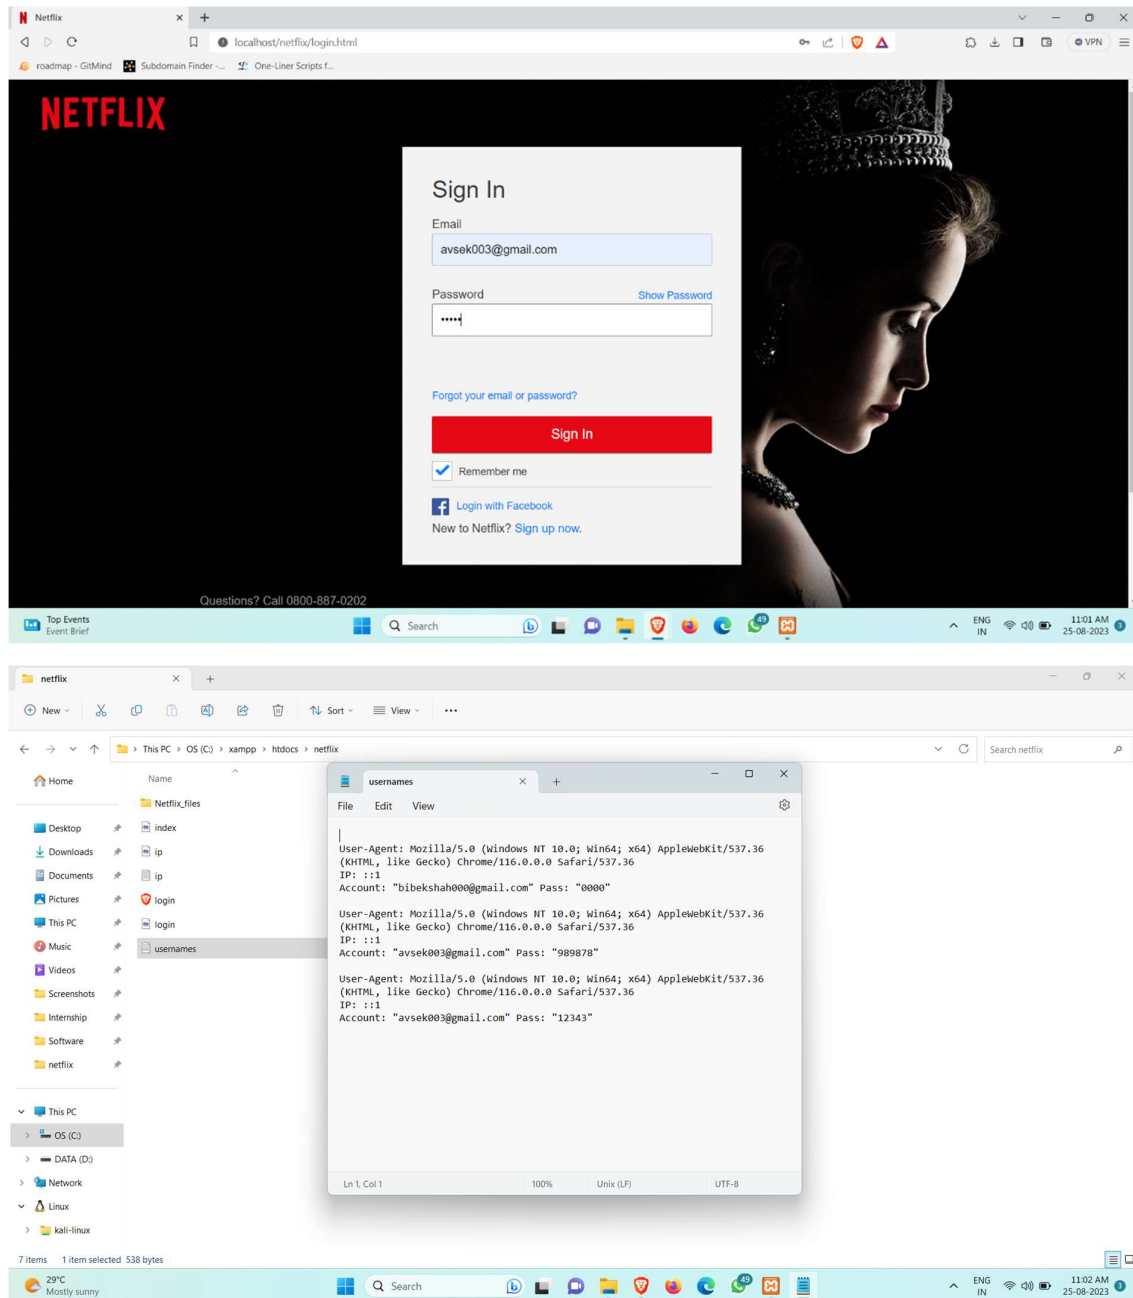 Netflix
localhost/netflix/login.html
VPN
roadmap - GitMind
Subdomain Finder -...
One-Liner Scripts f...
NETFLIX
Sign In
Email
avsek003@gmail.com
Password
Show Password
•••••
Forgot your email or password?
Sign In
Remember me
Login with Facebook
New to Netflix? Sign up now.
Questions? Call 0800-887-0202
Top Events
Event Brief
Search
49
ENG
IN
11:01 AM
25-08-2023
3
netflix
New
Sort
View
This PC > OS (C:) > xampp > htdocs > netflix
Search netflix
Home
Desktop
Downloads
Documents
Pictures
This PC
Music
Videos
Screenshots
Internship
Software
netflix
This PC
OS (C:)
DATA (D:)
Network
Linux
kali-linux
Name
Netflix_files
index
ip
ip
login
login
usernames
usernames
File Edit View
User-Agent: Mozilla/5.0 (Windows NT 10.0; Win64; x64) AppleWebKit/537.36
(KHTML, like Gecko) Chrome/116.0.0.0 Safari/537.36
IP: ::1
Account: "bibekshah000@gmail.com" Pass: "0000"
User-Agent: Mozilla/5.0 (Windows NT 10.0; Win64; x64) AppleWebKit/537.36
(KHTML, like Gecko) Chrome/116.0.0.0 Safari/537.36
IP: ::1
Account: "avsek003@gmail.com" Pass: "989878"
User-Agent: Mozilla/5.0 (Windows NT 10.0; Win64; x64) AppleWebKit/537.36
(KHTML, like Gecko) Chrome/116.0.0.0 Safari/537.36
IP: ::1
Account: "avsek003@gmail.com" Pass: "12343"
Ln 1, Col 1
100%
Unix (LF)
UTF-8
7 items 1 item selected 538 bytes
29°C
Mostly sunny
Search
49
ENG
IN
11:02 AM
25-08-2023
3